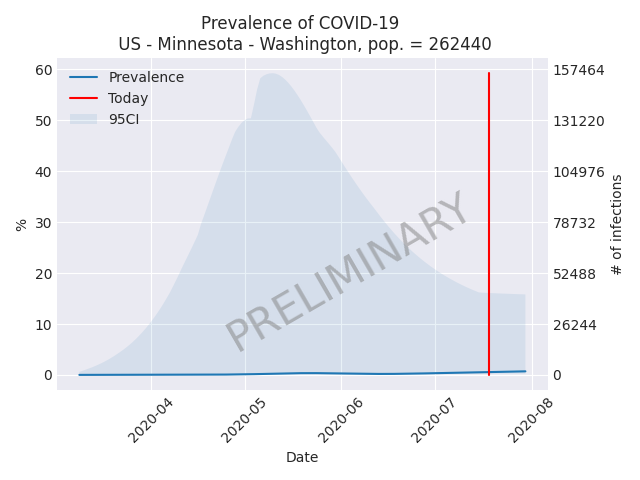 Prevalence of COVID-19
US - Minnesota - Washington, pop. = 262440
Prevalence
Today
95CI
60
50
40
30
20
10
0
%
157464
131220
104976
78732
52488
26244
0
# of infections
PRELIMINARY
2020-04
2020-05
2020-06
2020-07
2020-08
Date